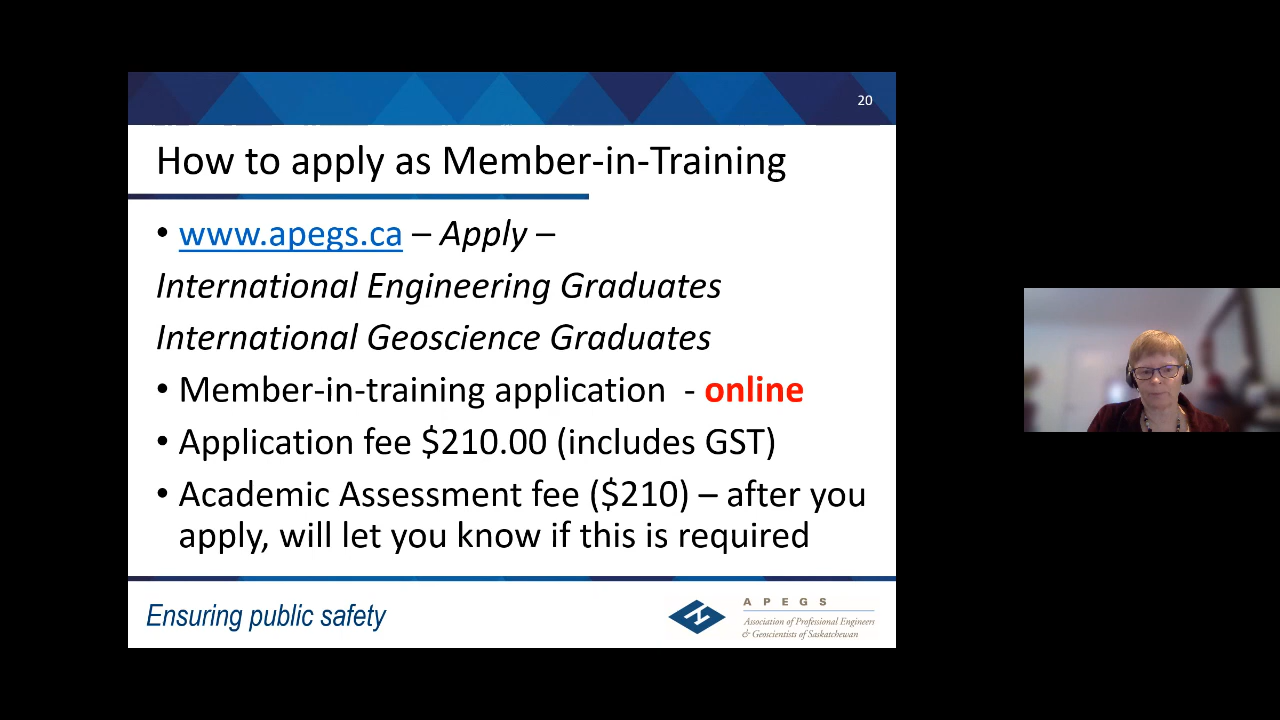 20
How to apply as Member-in-Training
• www.apegs.ca – Apply –
International Engineering Graduates
International Geoscience Graduates
• Member-in-training application - online
• Application fee $210.00 (includes GST)
• Academic Assessment fee ($210) – after you
apply, will let you know if this is required
Ensuring public safety
APEGS
Association of Professional Engineers
& Geoscientists of Saskatchewan